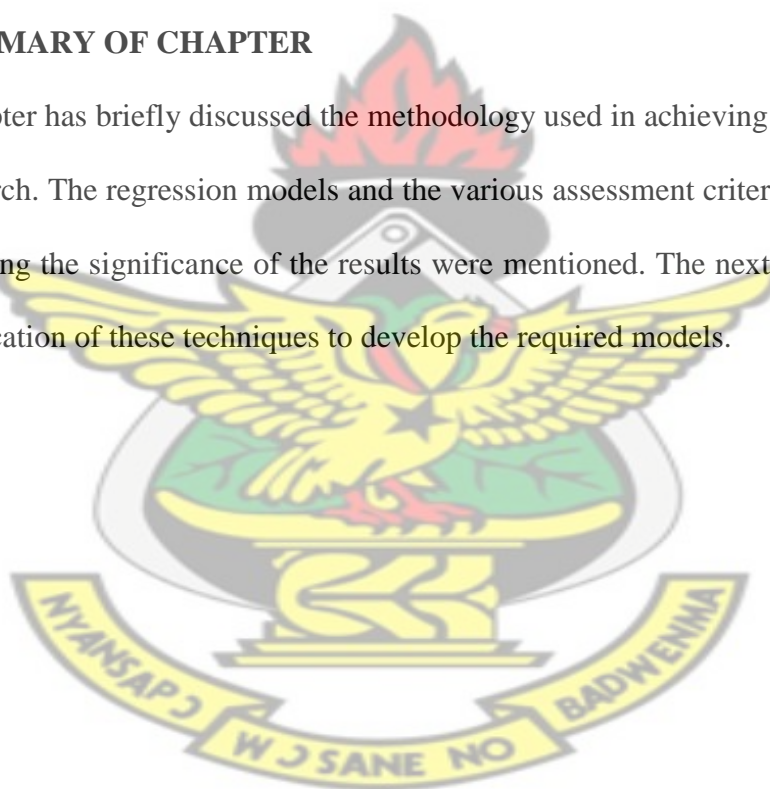 MARY OF CHAPTER
pter has briefly discussed the methodology used in achieving
rch. The regression models and the various assessment criter
ng the significance of the results were mentioned. The next
cation of these techniques to develop the required models.
NYANSAPƆ
WƆSANE NO
BADWENMA